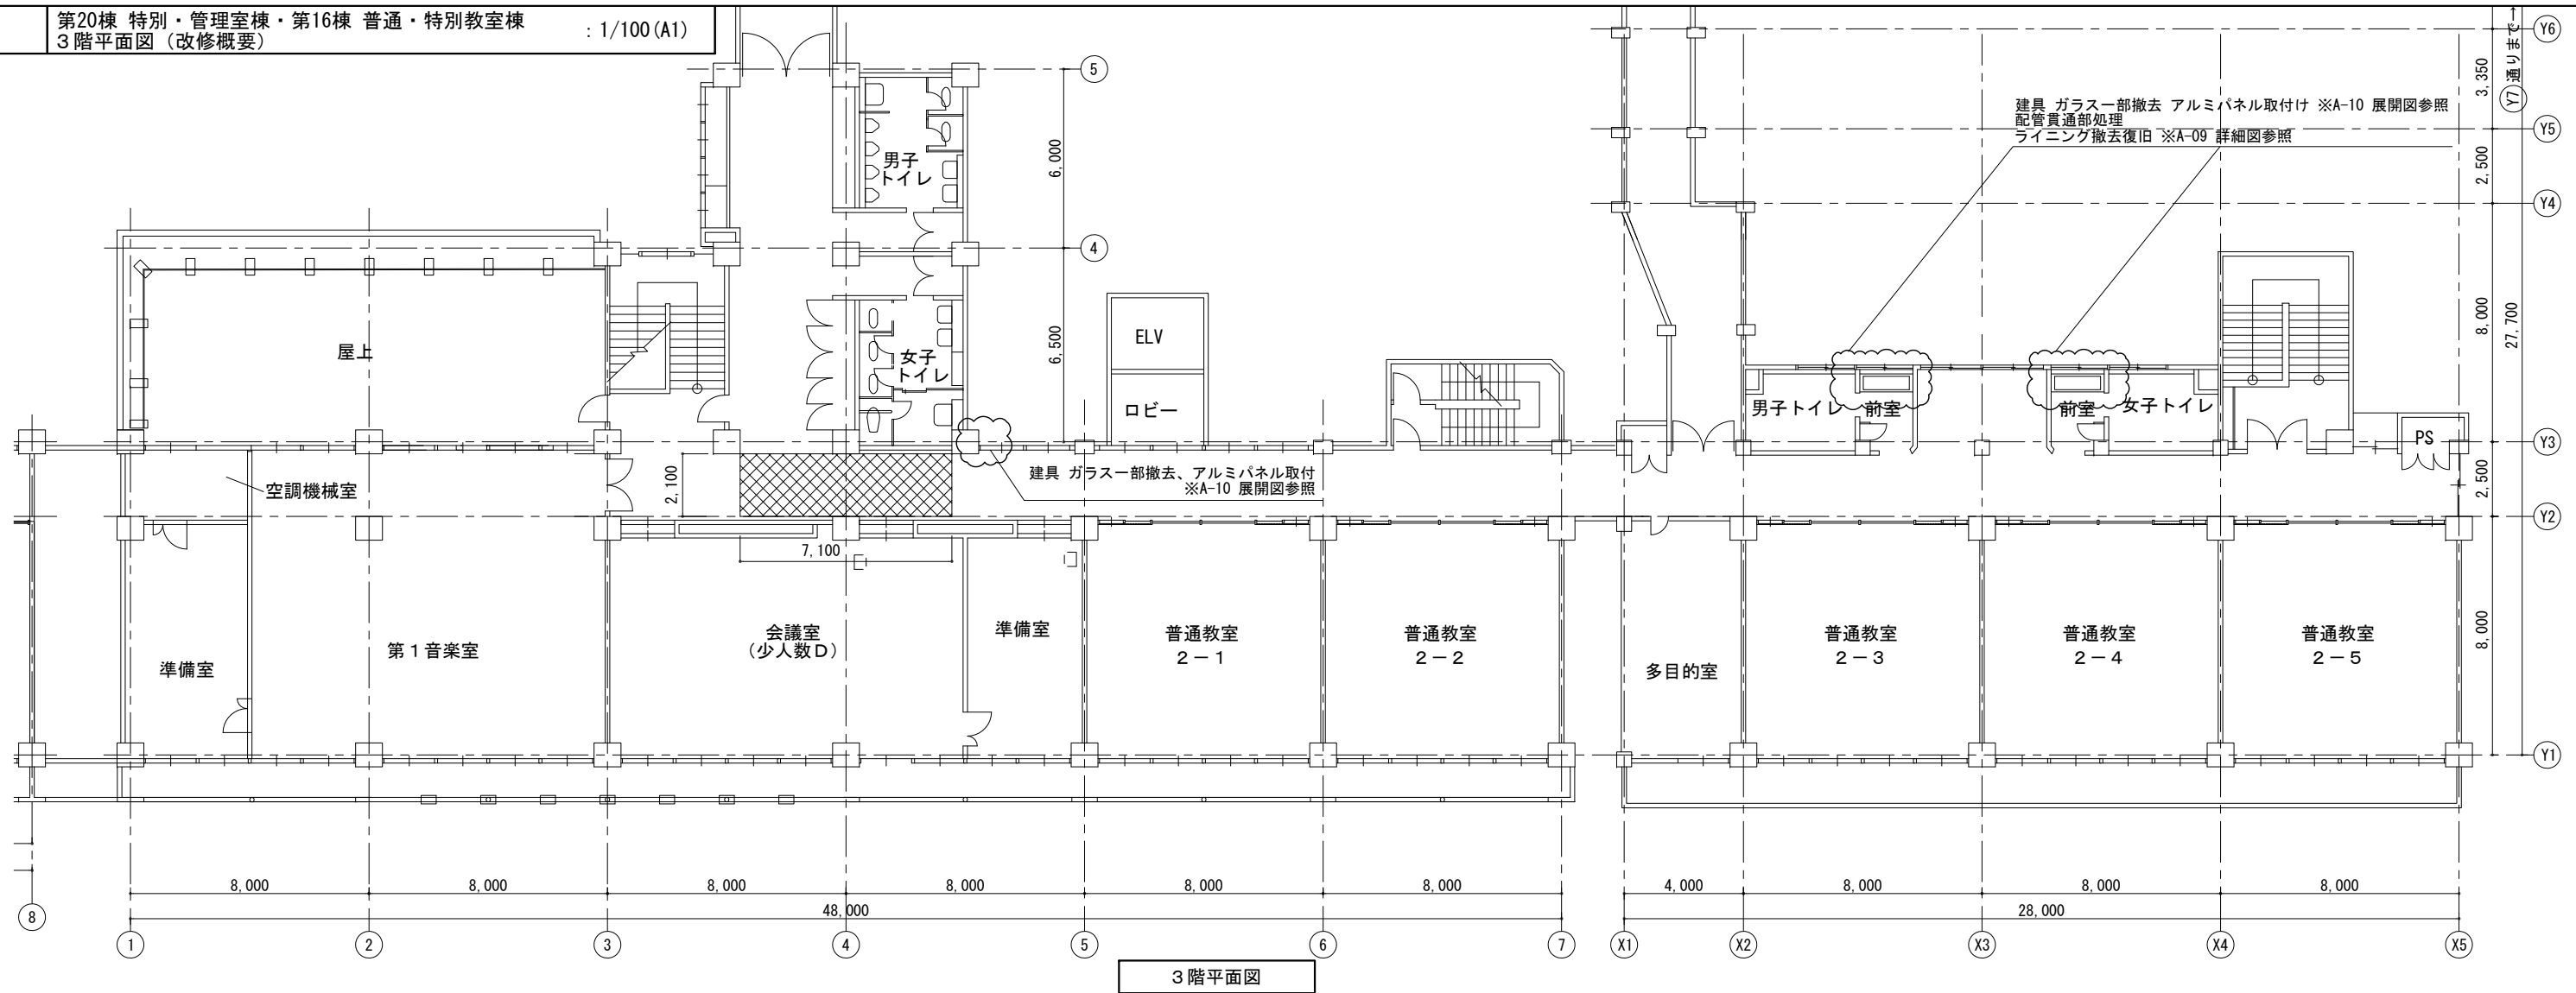 第20棟 特別・管理室棟・第16棟 普通・特別教室棟
３階平面図（改修概要）
: 1/100(A1)
5
6,000
4
6,500
男子
トイレ
女子
トイレ
屋上
ELV
ロビー
建具 ガラス一部撤去 アルミパネル取付け ※A-10 展開図参照
配管貫通部処理
ライニング撤去復旧 ※A-09 詳細図参照
Y6
3,350
Y7 通りまで→
Y5
2,500
Y4
8,000
27,700
Y3
2,500
Y2
8,000
Y1
男子トイレ
前室
前室
女子トイレ
PS
建具 ガラス一部撤去、アルミパネル取付
※A-10 展開図参照
空調機械室
2,100
7,100
準備室
第１音楽室
会議室
（少人数Ｄ）
準備室
普通教室
２－１
普通教室
２－２
多目的室
普通教室
２－３
普通教室
２－４
普通教室
２－５
8,000
8,000
8,000
8,000
8,000
8,000
4,000
8,000
8,000
8,000
48,000
28,000
8
1
2
3
4
5
6
7
X1
X2
X3
X4
X5
３階平面図